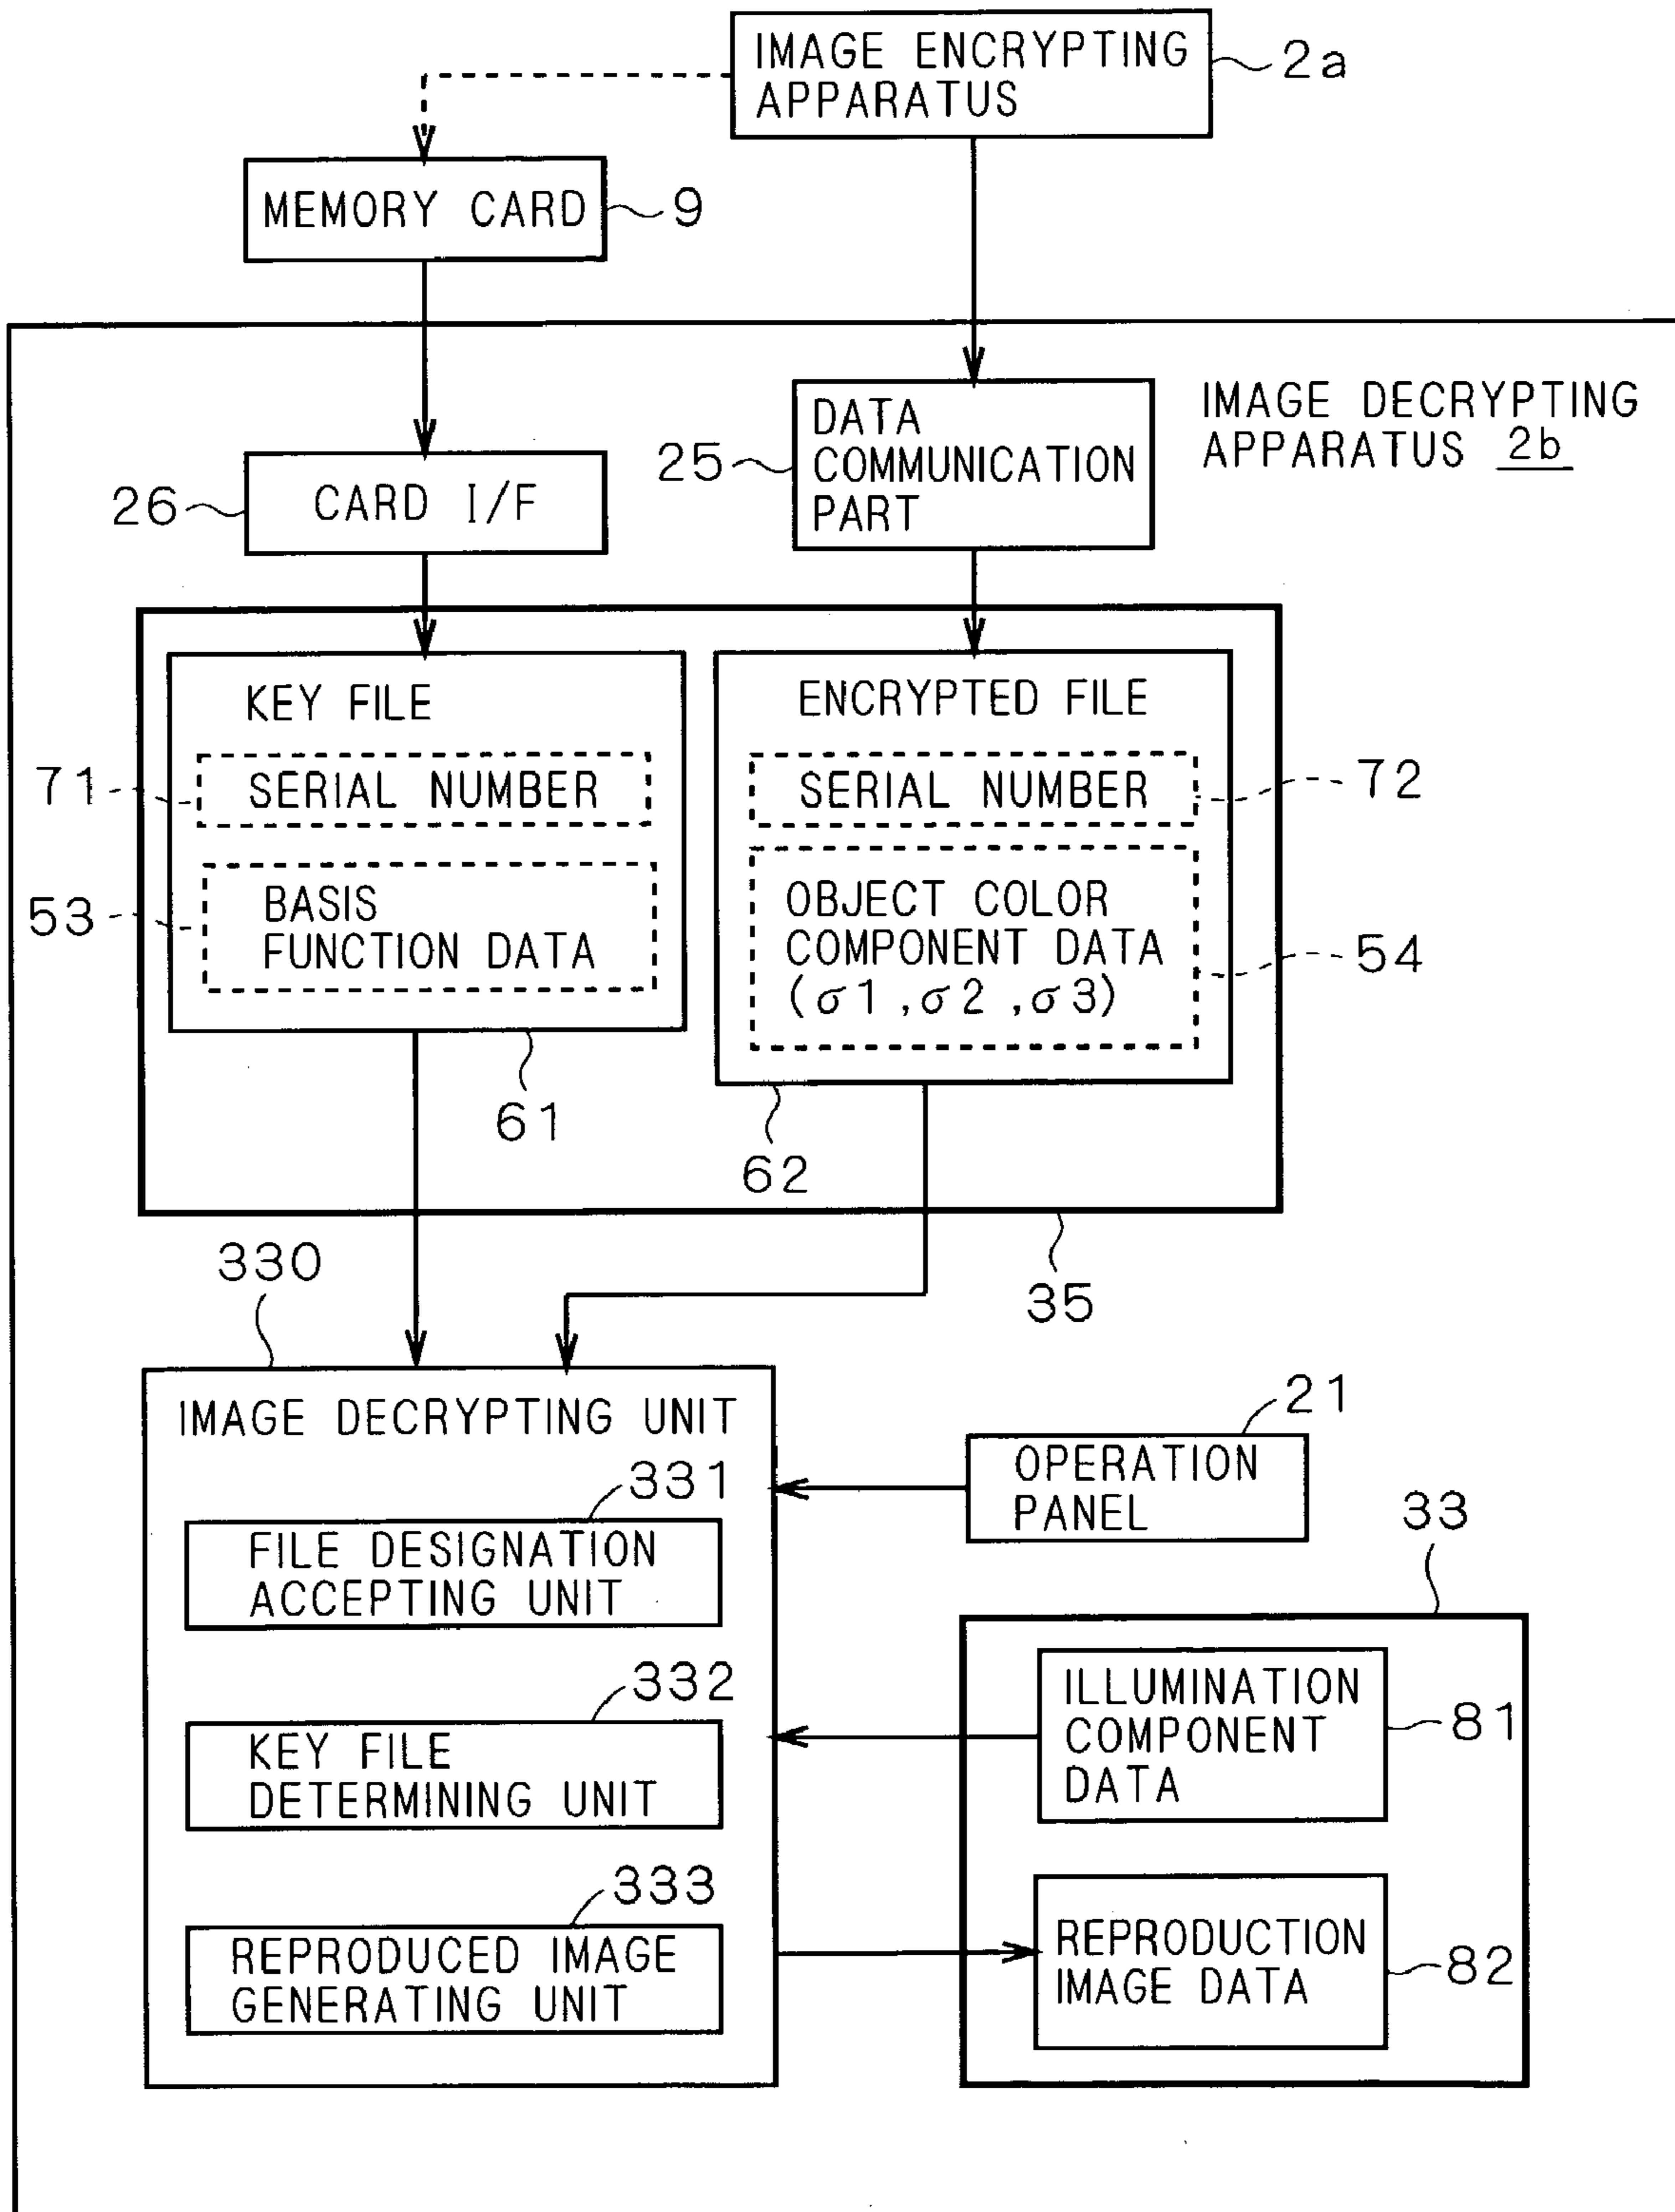 IMAGE ENCRYPTING
APPARATUS
2a
MEMORY CARD
9
DATA
COMMUNICATION
PART
25
IMAGE DECRYPTING
APPARATUS 2b
26
CARD I/F
KEY FILE
71
SERIAL NUMBER
53
BASIS
FUNCTION DATA
61
ENCRYPTED FILE
SERIAL NUMBER
72
OBJECT COLOR
COMPONENT DATA
(σ1 ,σ2 ,σ3)
54
62
35
330
IMAGE DECRYPTING UNIT
331
FILE DESIGNATION
ACCEPTING UNIT
332
KEY FILE
DETERMINING UNIT
333
REPRODUCED IMAGE
GENERATING UNIT
21
OPERATION
PANEL
33
ILLUMINATION
COMPONENT
DATA
81
REPRODUCTION
IMAGE DATA
82